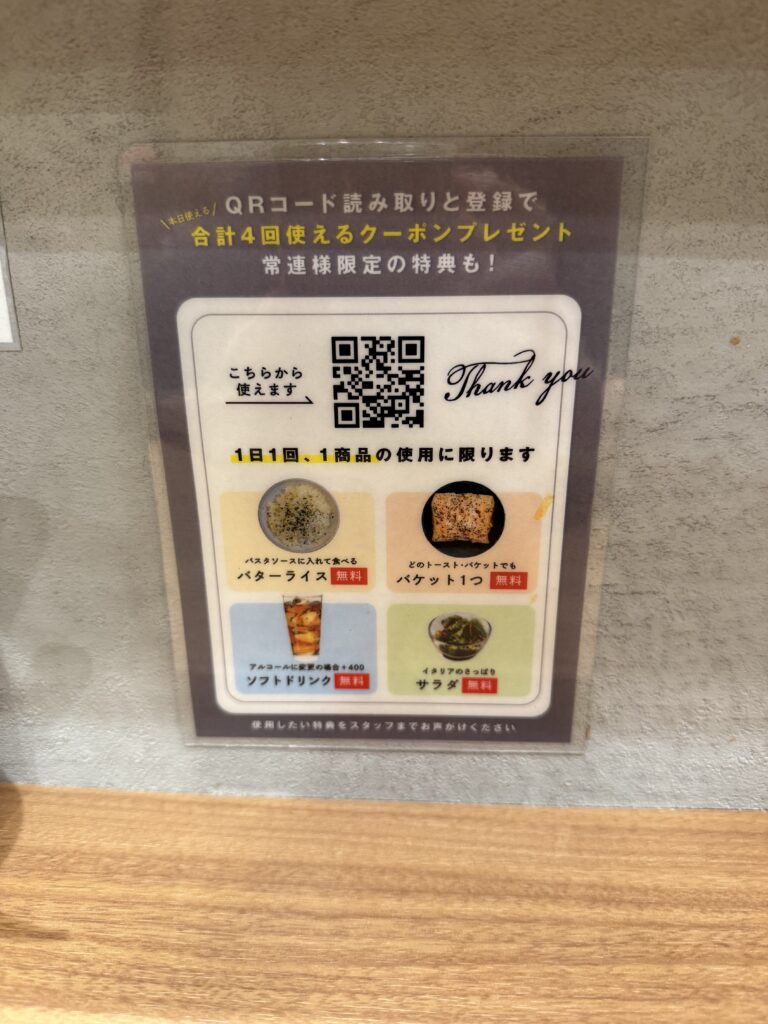 本日使える
QRコード読み取りと登録で
合計4回使えるクーポンプレゼント
常連様限定の特典も！
こちらから
使えます
Thank you
1日1回、1商品の使用に限ります
パスタソースに入れて食べる
バターライス 無料
どのトースト・バケットでも
バケット1つ 無料
アルコールに変更の場合+400
ソフトドリンク 無料
イタリアのさっぱり
サラダ 無料
使用したい特典をスタッフまでお声がけください